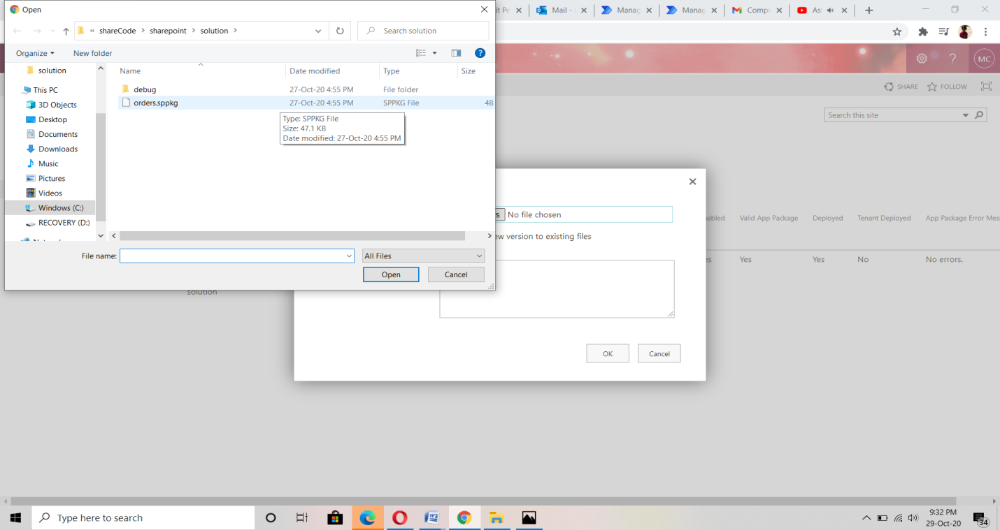 Open
it Pe
Mail -
Manag
Manag
Compl
Asl
« shareCode > sharepoint > solution >
Search solution
Organize
New folder
solution
This PC
3D Objects
Desktop
Documents
Downloads
Music
Pictures
Videos
Windows (C:)
RECOVERY (D:)
Name Date modified Type Size
debug 27-Oct-20 4:55 PM File folder
orders.sppkg 27-Oct-20 4:55 PM SPPKG File 48
Type: SPPKG File
Size: 47.1 KB
Date modified: 27-Oct-20 4:55 PM
File name:
All Files
Open
Cancel
MC
SHARE
FOLLOW
Search this site
s No file chosen
ew version to existing files
abled Valid App Package Deployed Tenant Deployed App Package Error Mes
es Yes Yes No No errors.
solution
OK
Cancel
Type here to search
9:32 PM
29-Oct-20
34